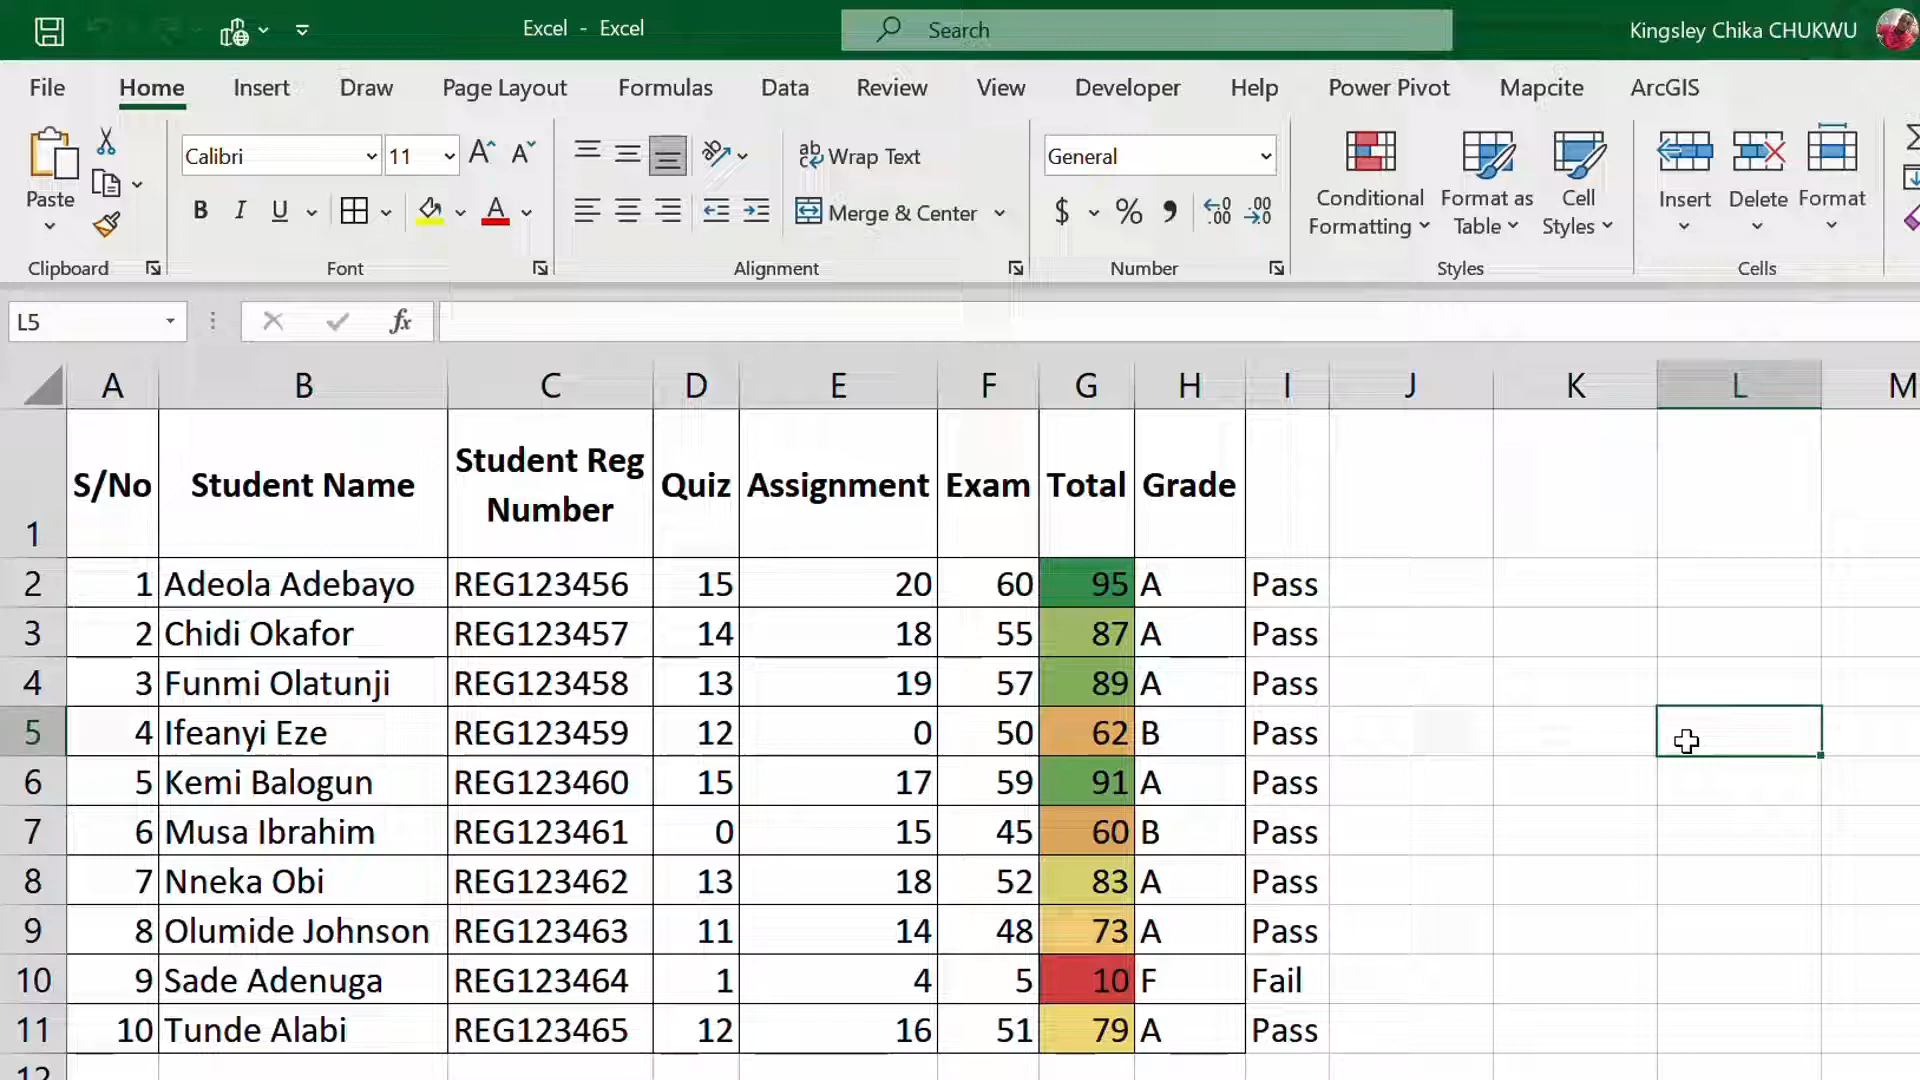 Excel - Excel
Search
Kingsley Chika CHUKWU
File Home Insert Draw Page Layout Formulas Data Review View Developer Help Power Pivot Mapcite ArcGIS
Paste
Clipboard
Calibri 11
B I U
Font
Wrap Text
Merge & Center
Alignment
General
$ %
Number
Conditional Formatting
Format as Table
Cell Styles
Styles
Insert Delete Format
Cells
L5
fx
A B C D E F G H I J K L M
1 S/No Student Name Student Reg Number Quiz Assignment Exam Total Grade
2 1 Adeola Adebayo REG123456 15 20 60 95 A Pass
3 2 Chidi Okafor REG123457 14 18 55 87 A Pass
4 3 Funmi Olatunji REG123458 13 19 57 89 A Pass
5 4 Ifeanyi Eze REG123459 12 0 50 62 B Pass
6 5 Kemi Balogun REG123460 15 17 59 91 A Pass
7 6 Musa Ibrahim REG123461 0 15 45 60 B Pass
8 7 Nneka Obi REG123462 13 18 52 83 A Pass
9 8 Olumide Johnson REG123463 11 14 48 73 A Pass
10 9 Sade Adenuga REG123464 1 4 5 10 F Fail
11 10 Tunde Alabi REG123465 12 16 51 79 A Pass
12